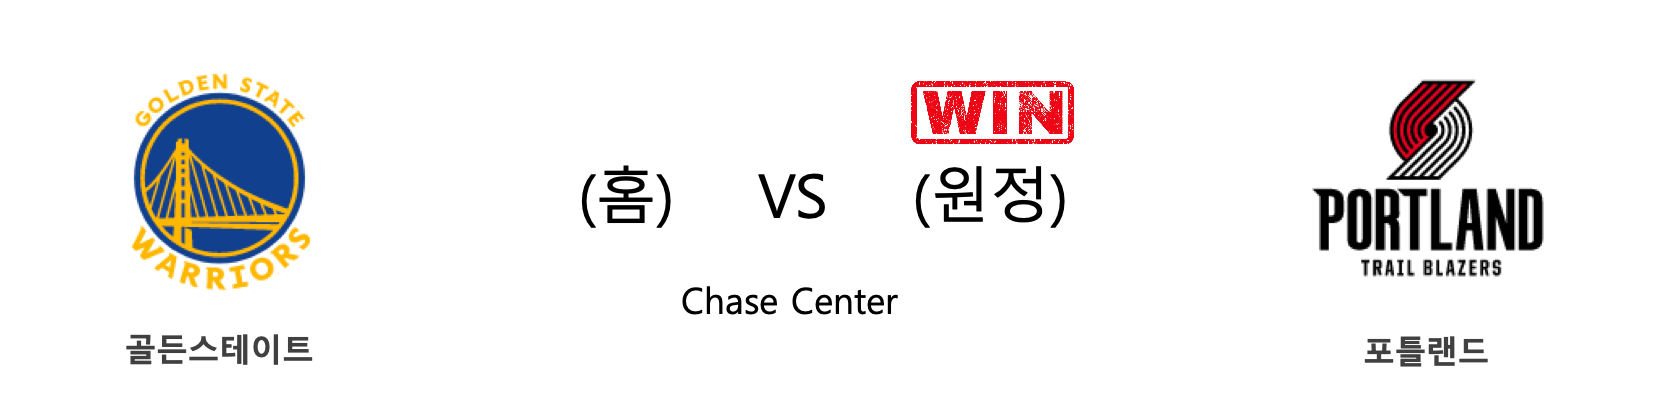 GOLDEN STATE
WARRIORS
골든스테이트
WIN
(홈) VS (원정)
Chase Center
PORTLAND
TRAIL BLAZERS
포틀랜드